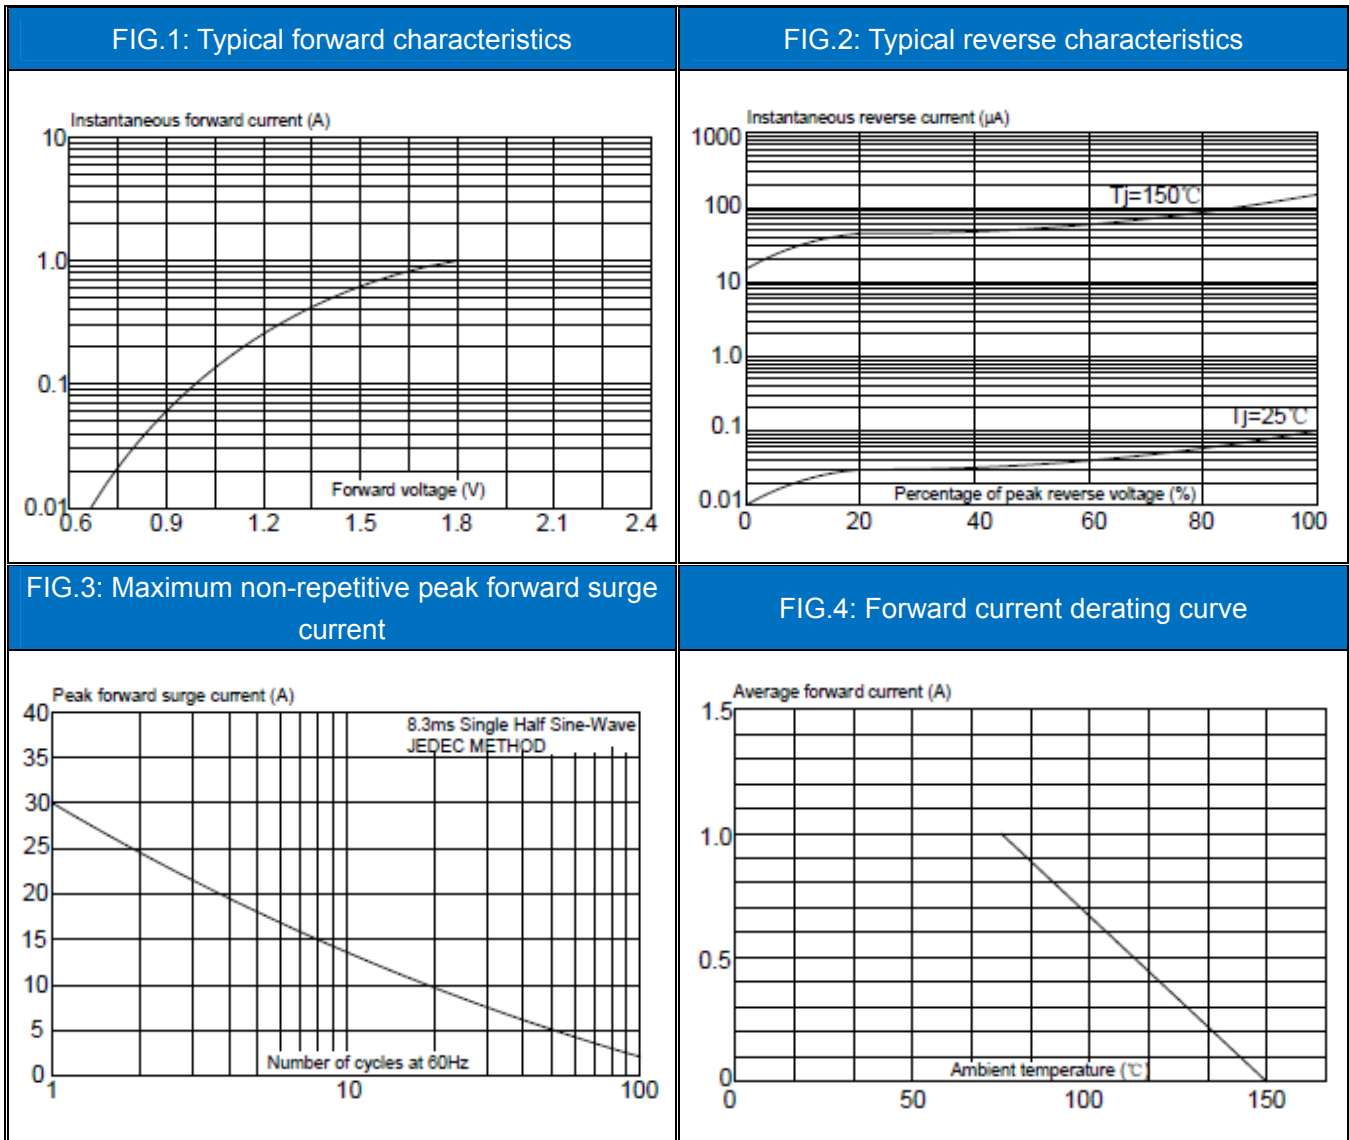 FIG.1: Typical forward characteristics
FIG.2: Typical reverse characteristics
Instantaneous forward current (A)
10
1.0
0.1
0.01
Forward voltage (V)
0.6 0.9 1.2 1.5 1.8 2.1 2.4
Instantaneous reverse current (μA)
1000
Tj=150℃
100
10
1.0
Tj=25℃
0.1
0.01
Percentage of peak reverse voltage (%)
0 20 40 60 80 100
FIG.3: Maximum non-repetitive peak forward surge
current
FIG.4: Forward current derating curve
Peak forward surge current (A)
40
8.3ms Single Half Sine-Wave
JEDEC METHOD
35
30
25
20
15
10
5
Number of cycles at 60Hz
0
1 10 100
Average forward current (A)
1.5
1.0
0.5
Ambient temperature (℃)
0
0 50 100 150